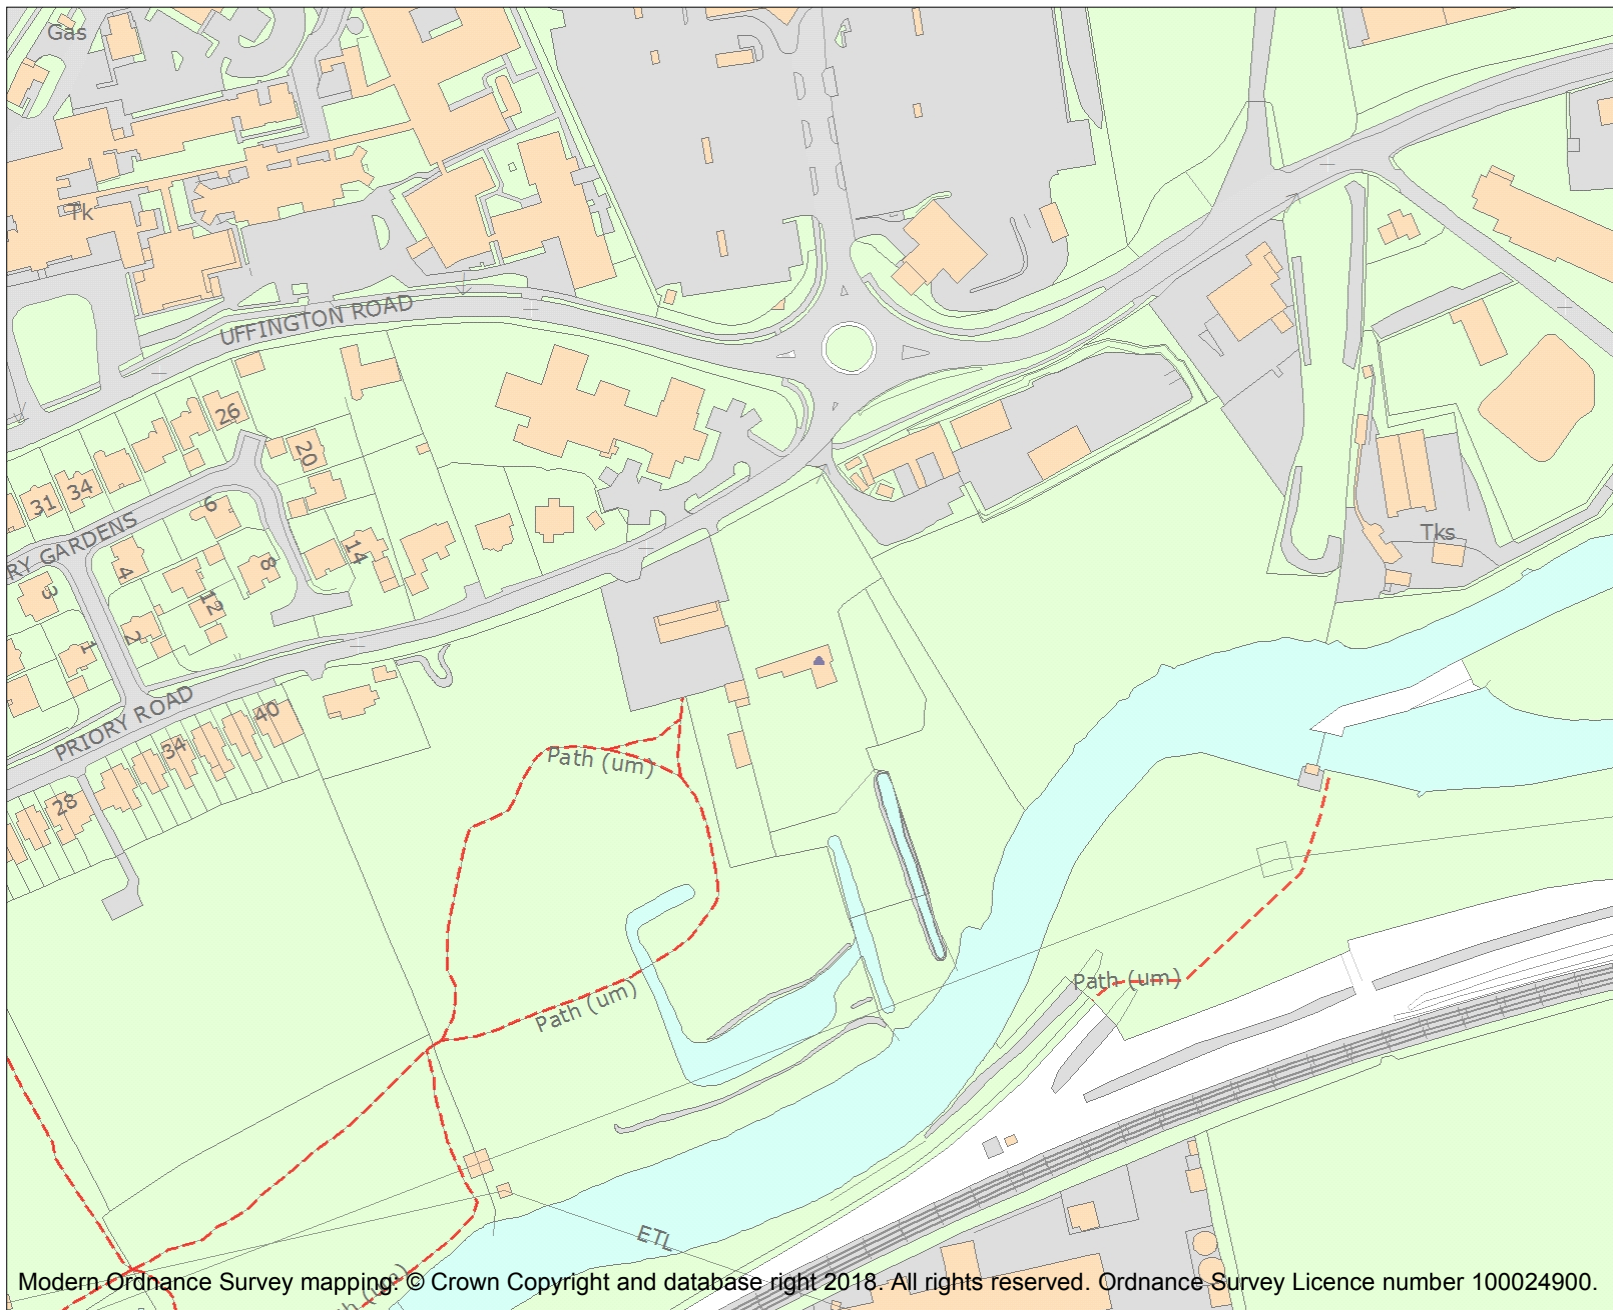 Gas
Tk
UFFINGTON ROAD
26
20
31
34
6
14
RY GARDENS
4
8
3
12
2
1
Tks
PRIORY ROAD
40
34
28
Path (um)
Path (um)
Path (um)
ETL
h (um)
Modern Ordnance Survey mapping: © Crown Copyright and database right 2018. All rights reserved. Ordnance Survey Licence number 100024900.